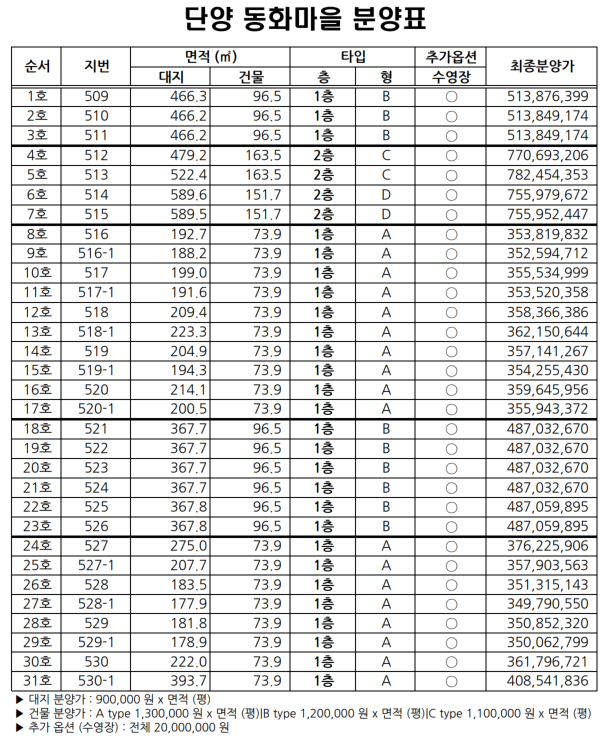 단양 동화마을 분양표
순서 지번 면적 (㎡) 타입 추가옵션 최종분양가
대지 건물 층 형 수영장
1호 509 466.3 96.5 1층 B ○ 513,876,399
2호 510 466.2 96.5 1층 B ○ 513,849,174
3호 511 466.2 96.5 1층 B ○ 513,849,174
4호 512 479.2 163.5 2층 C ○ 770,693,206
5호 513 522.4 163.5 2층 C ○ 782,454,353
6호 514 589.6 151.7 2층 D ○ 755,979,672
7호 515 589.5 151.7 2층 D ○ 755,952,447
8호 516 192.7 73.9 1층 A ○ 353,819,832
9호 516-1 188.2 73.9 1층 A ○ 352,594,712
10호 517 199.0 73.9 1층 A ○ 355,534,999
11호 517-1 191.6 73.9 1층 A ○ 353,520,358
12호 518 209.4 73.9 1층 A ○ 358,366,386
13호 518-1 223.3 73.9 1층 A ○ 362,150,644
14호 519 204.9 73.9 1층 A ○ 357,141,267
15호 519-1 194.3 73.9 1층 A ○ 354,255,430
16호 520 214.1 73.9 1층 A ○ 359,645,956
17호 520-1 200.5 73.9 1층 A ○ 355,943,372
18호 521 367.7 96.5 1층 B ○ 487,032,670
19호 522 367.7 96.5 1층 B ○ 487,032,670
20호 523 367.7 96.5 1층 B ○ 487,032,670
21호 524 367.7 96.5 1층 B ○ 487,032,670
22호 525 367.8 96.5 1층 B ○ 487,059,895
23호 526 367.8 96.5 1층 B ○ 487,059,895
24호 527 275.0 73.9 1층 A ○ 376,225,906
25호 527-1 207.7 73.9 1층 A ○ 357,903,563
26호 528 183.5 73.9 1층 A ○ 351,315,143
27호 528-1 177.9 73.9 1층 A ○ 349,790,550
28호 529 181.8 73.9 1층 A ○ 350,852,320
29호 529-1 178.9 73.9 1층 A ○ 350,062,799
30호 530 222.0 73.9 1층 A ○ 361,796,721
31호 530-1 393.7 73.9 1층 A ○ 408,541,836
▶ 대지 분양가 : 900,000 원 x 면적 (평)
▶ 건물 분양가 : A type 1,300,000 원 x 면적 (평)|B type 1,200,000 원 x 면적 (평)|C type 1,100,000 원 x 면적 (평)
▶ 추가 옵션 (수영장) : 전체 20,000,000 원